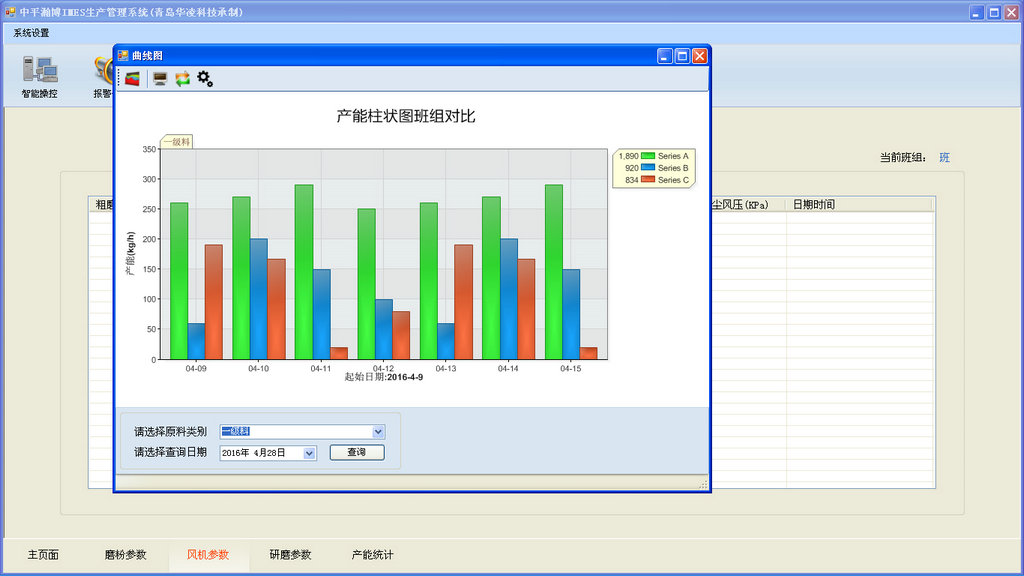 中平瀚博IMES生产管理系统(青岛华凌科技承制)
系统设置
智能操控
报警
曲线图
产能柱状图班组对比
一级料
350
300
250
200
150
100
50
0
产能(kg/h)
04-09 04-10 04-11 04-12 04-13 04-14 04-15
起始日期:2016-4-9
1,890 Series A
920 Series B
834 Series C
当前班组: 班
粗磨
尘风压(KPa) 日期时间
请选择原料类别 一级料
请选择查询日期 2016年 4月28日 查询
主页面 磨粉参数 风机参数 研磨参数 产能统计